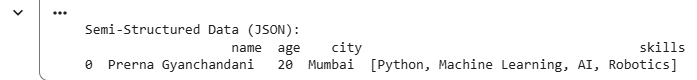 ...
Semi-Structured Data (JSON):
name age city skills
0 Prerna Gyanchandani 20 Mumbai [Python, Machine Learning, AI, Robotics]